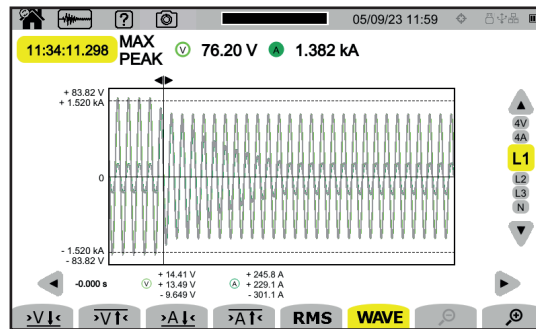 ? 05/09/23 11:59
11:34:11.298 MAX PEAK V 76.20 V A 1.382 kA
+ 83.82 V
+ 1.520 kA
0
- 1.520 kA
- 83.82 V
4V
4A
L1
L2
L3
N
-0.000 s
V
+ 14.41 V
+ 13.49 V
- 9.649 V
A
+ 245.8 A
+ 229.1 A
- 301.1 A
>V↓< >V↑< >A↓< >A↑< RMS WAVE